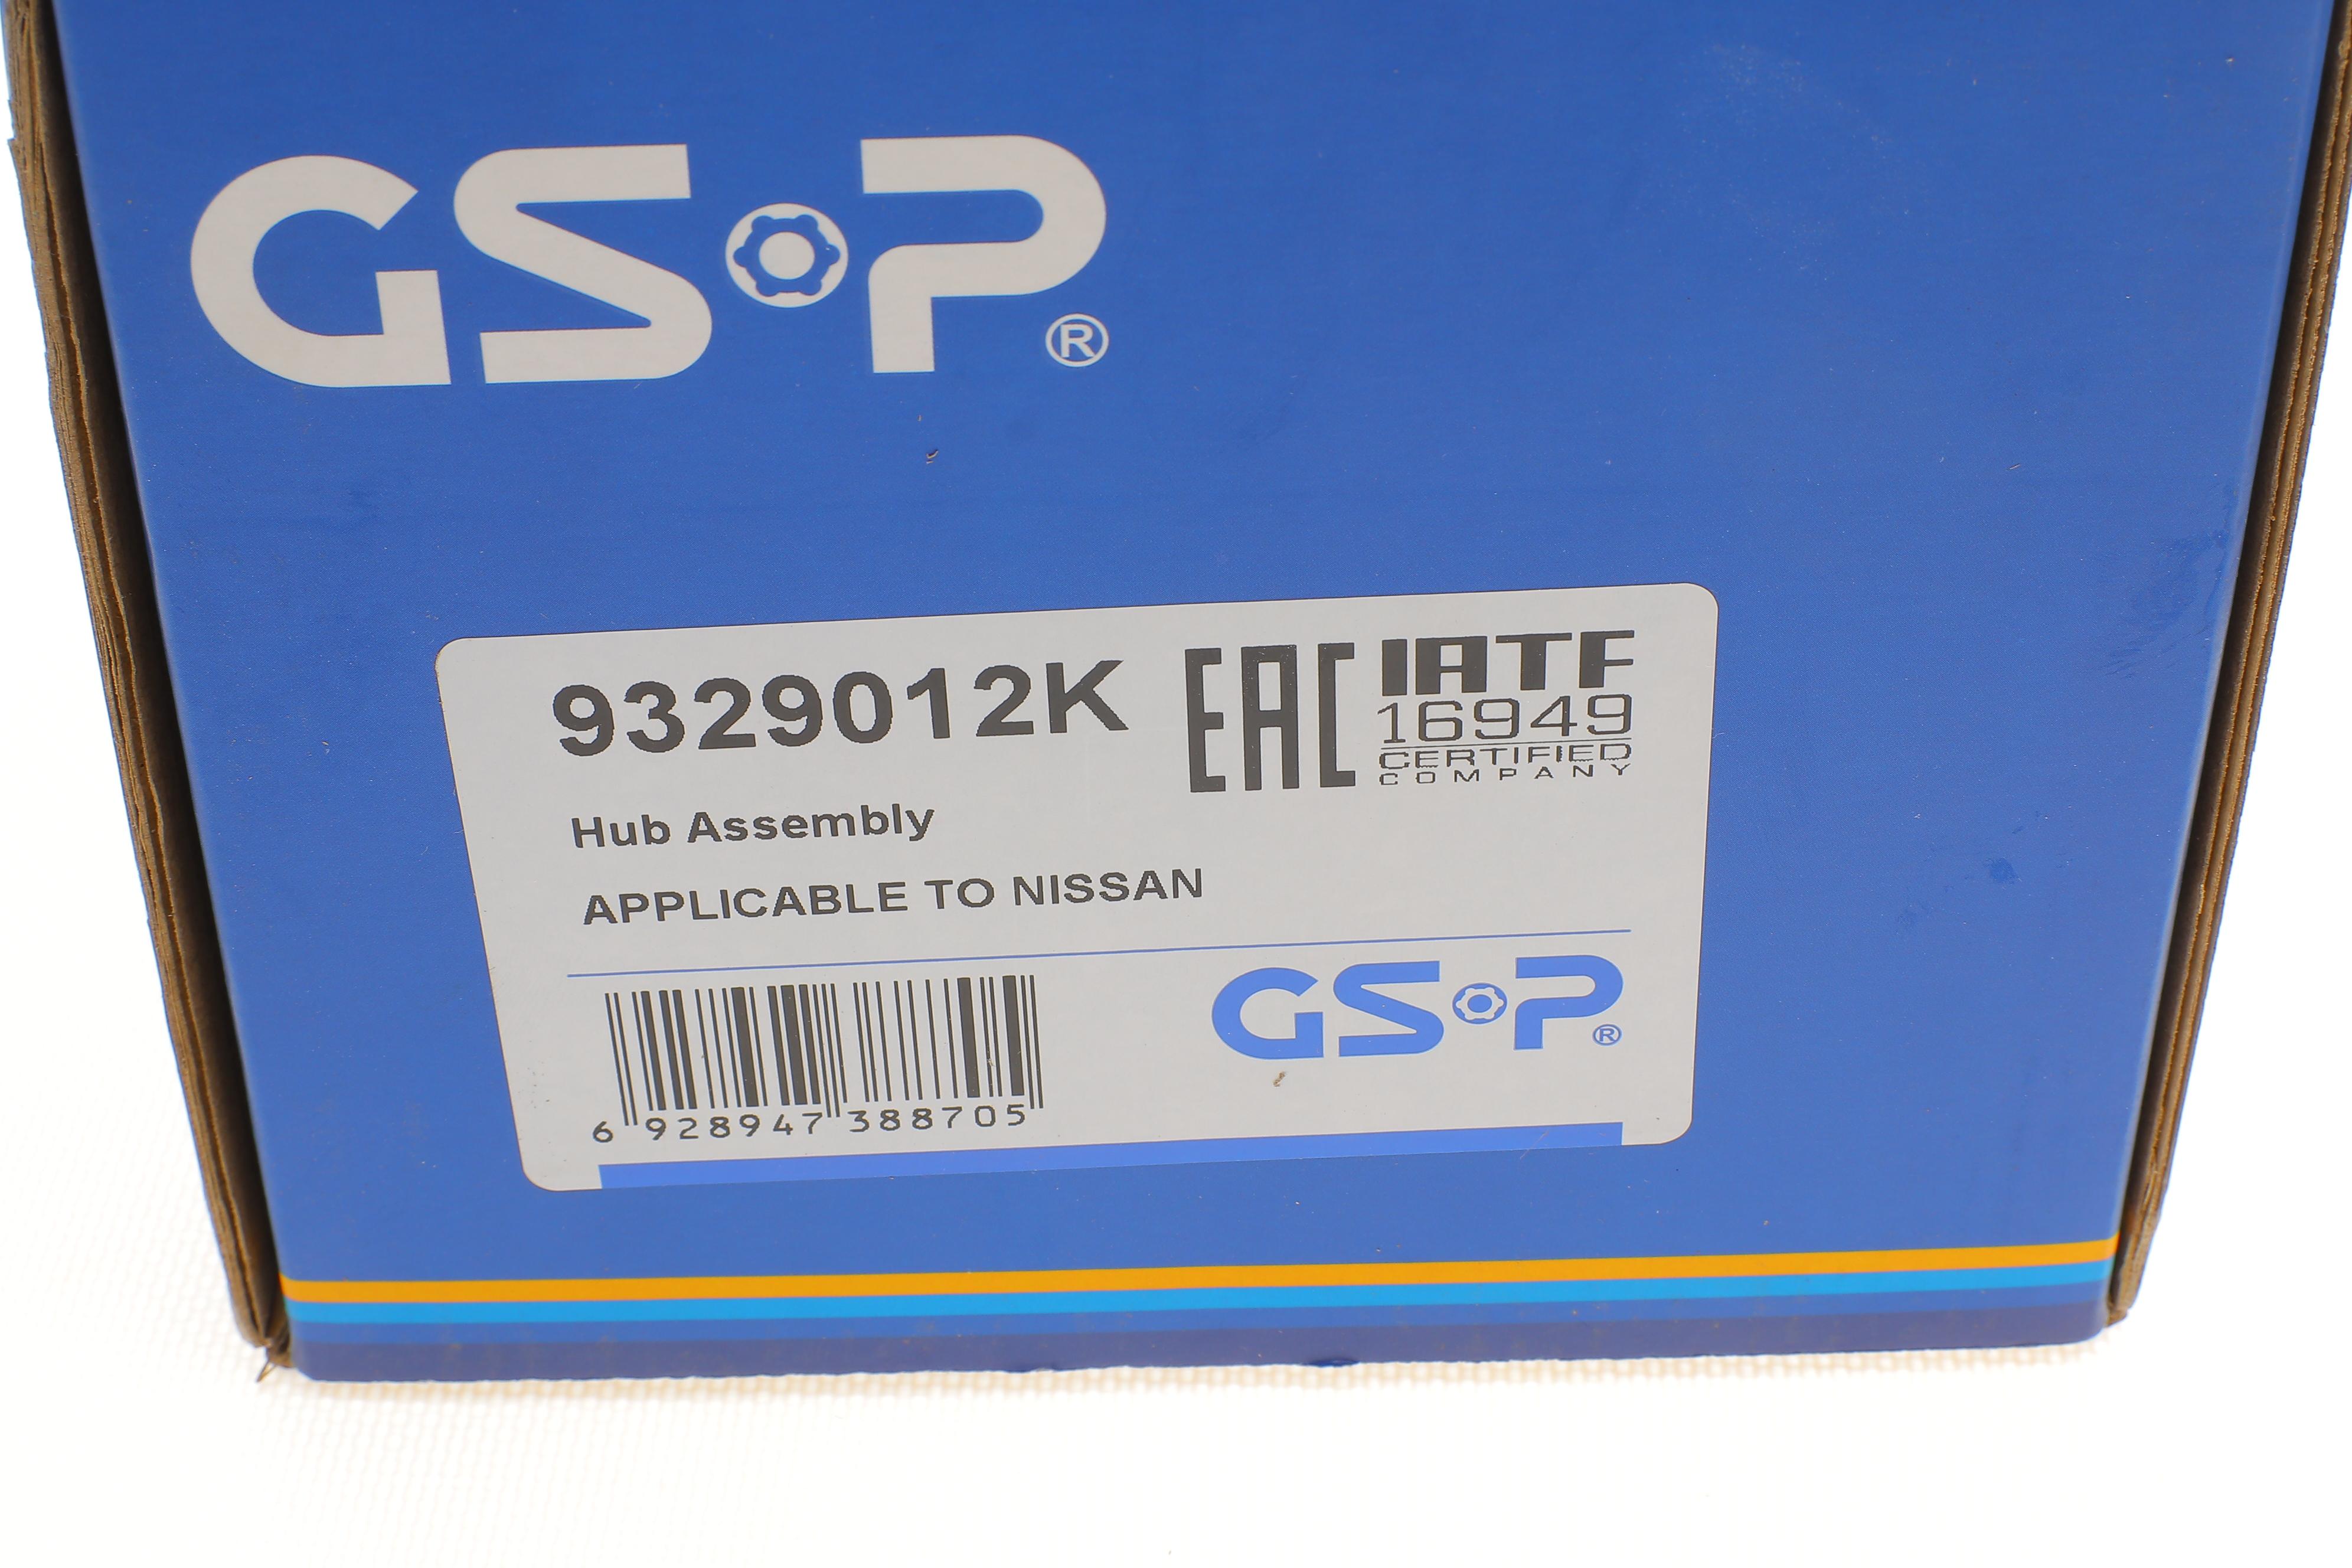 GSP®
9329012K
EAC
IATF
16949
CERTIFIED
COMPANY
Hub Assembly
APPLICABLE TO NISSAN
GSP®
6 928947 388705